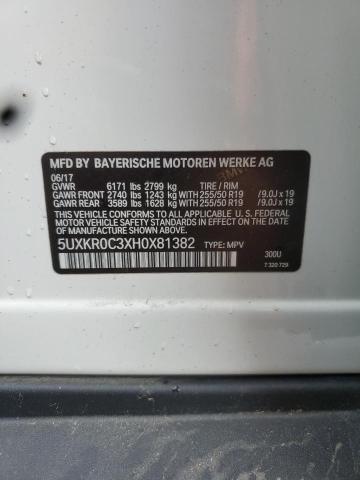 MFD BY BAYERISCHE MOTOREN WERKE AG
06/17
GVWR 6171 lbs 2799 kg TIRE / RIM
GAWR FRONT 2740 lbs 1243 kg WITH 255/50 R19 /9.0J x 19
GAWR REAR 3589 lbs 1628 kg WITH 255/50 R19 /9.0J x 19
THIS VEHICLE CONFORMS TO ALL APPLICABLE
U.S. FEDERAL MOTOR VEHICLE SAFETY
STANDARDS IN EFFECT ON THE DATE OF
MANUFACTURE SHOWN ABOVE.
5UXKR0C3XH0X81382 TYPE: MPV
300U
7 320 729
BMW